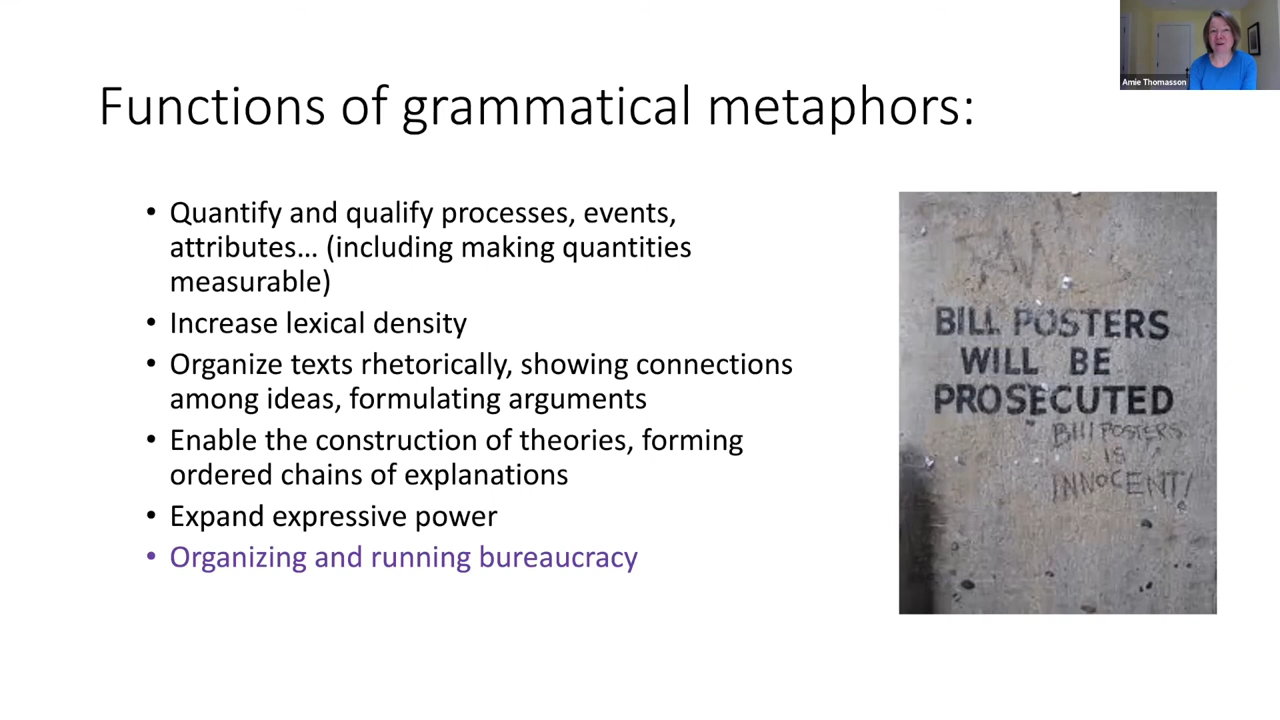 Amie Thomasson
Functions of grammatical metaphors:
• Quantify and qualify processes, events,
attributes... (including making quantities
measurable)
• Increase lexical density
• Organize texts rhetorically, showing connections
among ideas, formulating arguments
• Enable the construction of theories, forming
ordered chains of explanations
• Expand expressive power
• Organizing and running bureaucracy
BILL POSTERS
WILL BE
PROSECUTED
BILL POSTERS
IS
INNOCENT!